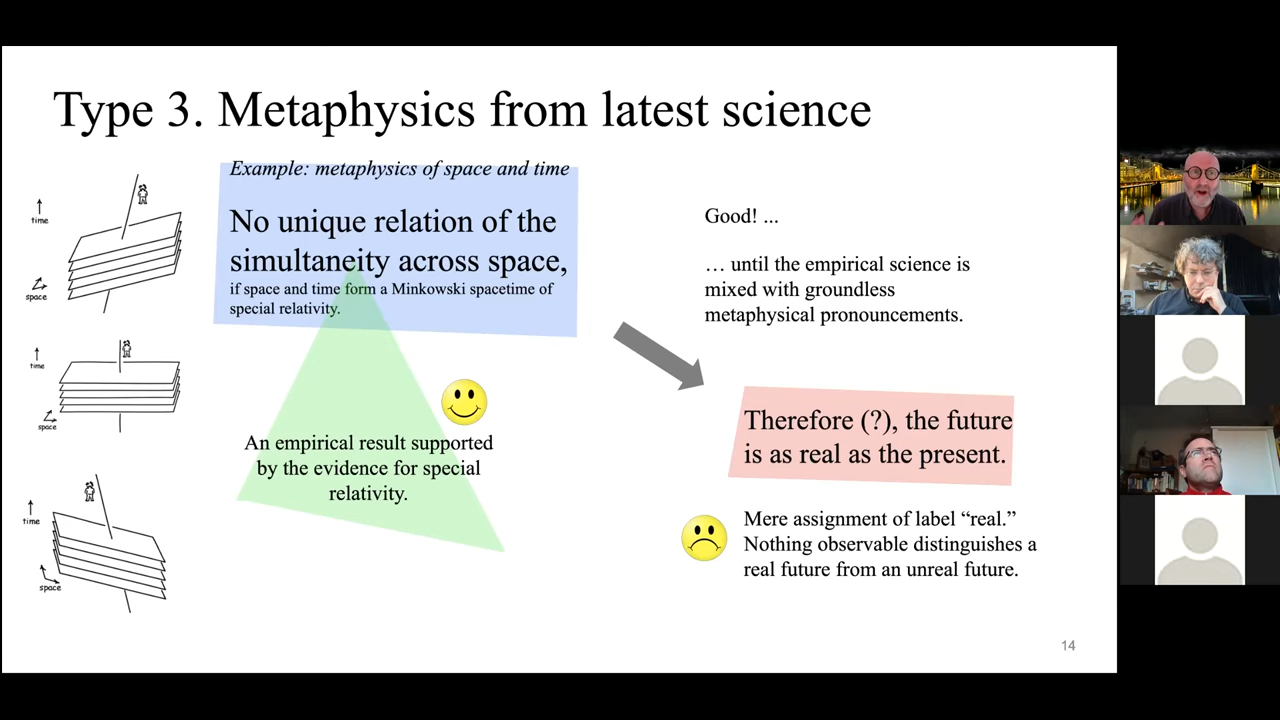 Type 3. Metaphysics from latest science
Example: metaphysics of space and time
No unique relation of the
simultaneity across space,
if space and time form a Minkowski spacetime of
special relativity.
An empirical result supported
by the evidence for special
relativity.
Good! ...
… until the empirical science is
mixed with groundless
metaphysical pronouncements.
Therefore (?), the future
is as real as the present.
Mere assignment of label “real.”
Nothing observable distinguishes a
real future from an unreal future.
time
space
time
space
time
space
14